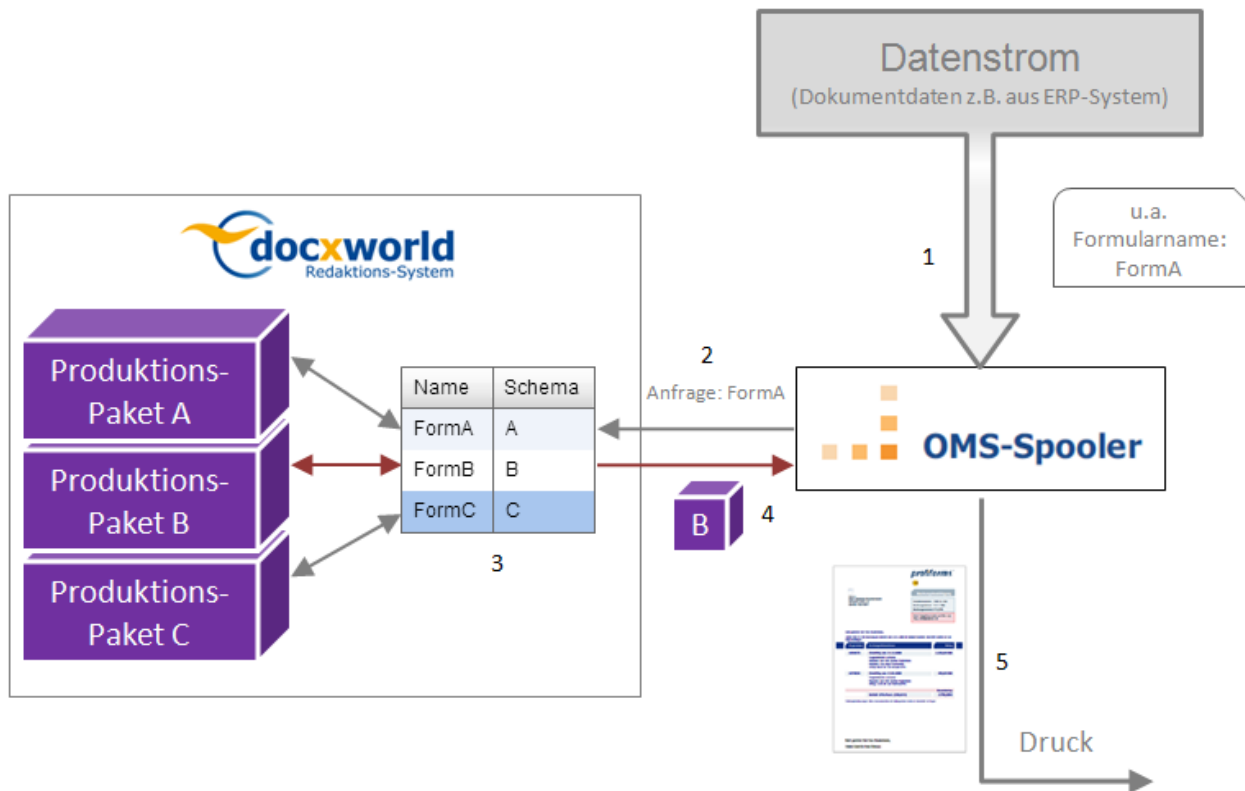 Datenstrom
(Dokumentdaten z.B. aus ERP-System)
u.a.
Formularname:
FormA
1
docxworld
Redaktions-System
Produktions-
Paket A
Produktions-
Paket B
Produktions-
Paket C
Name Schema
FormA A
FormB B
FormC C
3
2
Anfrage: FormA
B
4
OMS-Spooler
profiforms
5
Druck